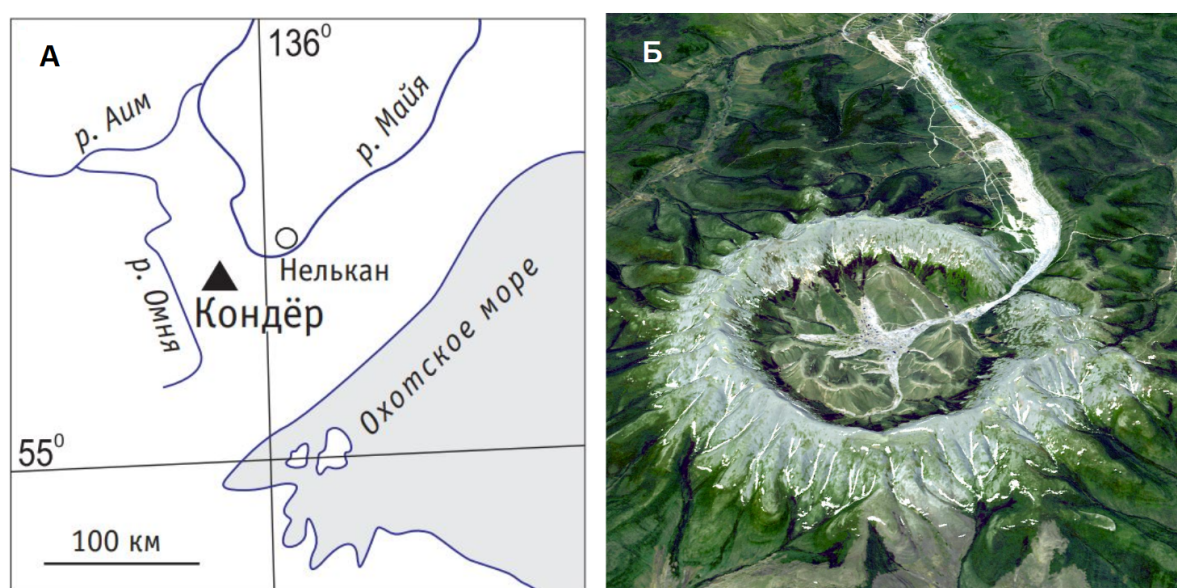 А
136⁰
р. Аим
р. Майя
Нелькан
р. Омня
Кондёр
Охотское море
55⁰
100 км
Б